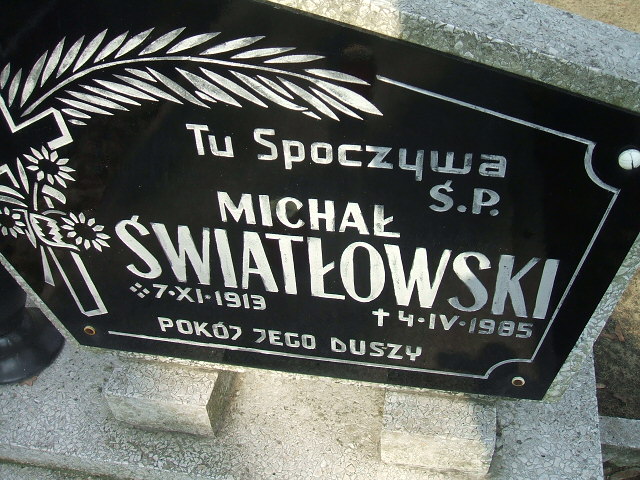 Tu Spoczywa
Ś.P.
MICHAŁ
ŚWIATŁOWSKI
7·XI·1913
†4·IV·1985
POKÓJ JEGO DUSZY